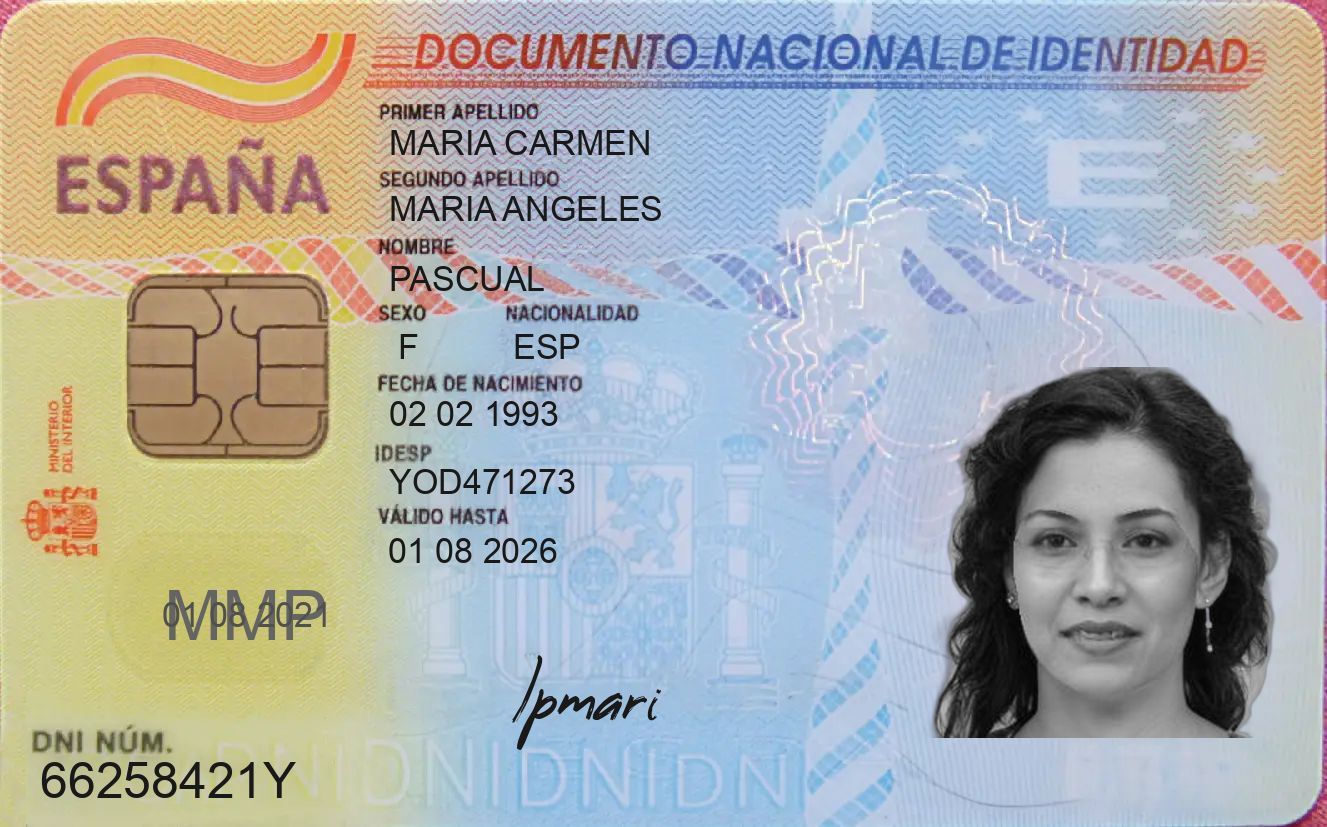 DOCUMENTO NACIONAL DE IDENTIDAD
ESPAÑA
PRIMER APELLIDO
MARIA CARMEN
SEGUNDO APELLIDO
MARIA ANGELES
NOMBRE
PASCUAL
SEXO NACIONALIDAD
F ESP
FECHA DE NACIMIENTO
02 02 1993
IDESP
YOD471273
VÁLIDO HASTA
01 08 2026
MINISTERIO
DEL INTERIOR
E
MMP
01 08 2021
lpmari
DNI NÚM.
66258421Y
DNIDNIDNIDNI